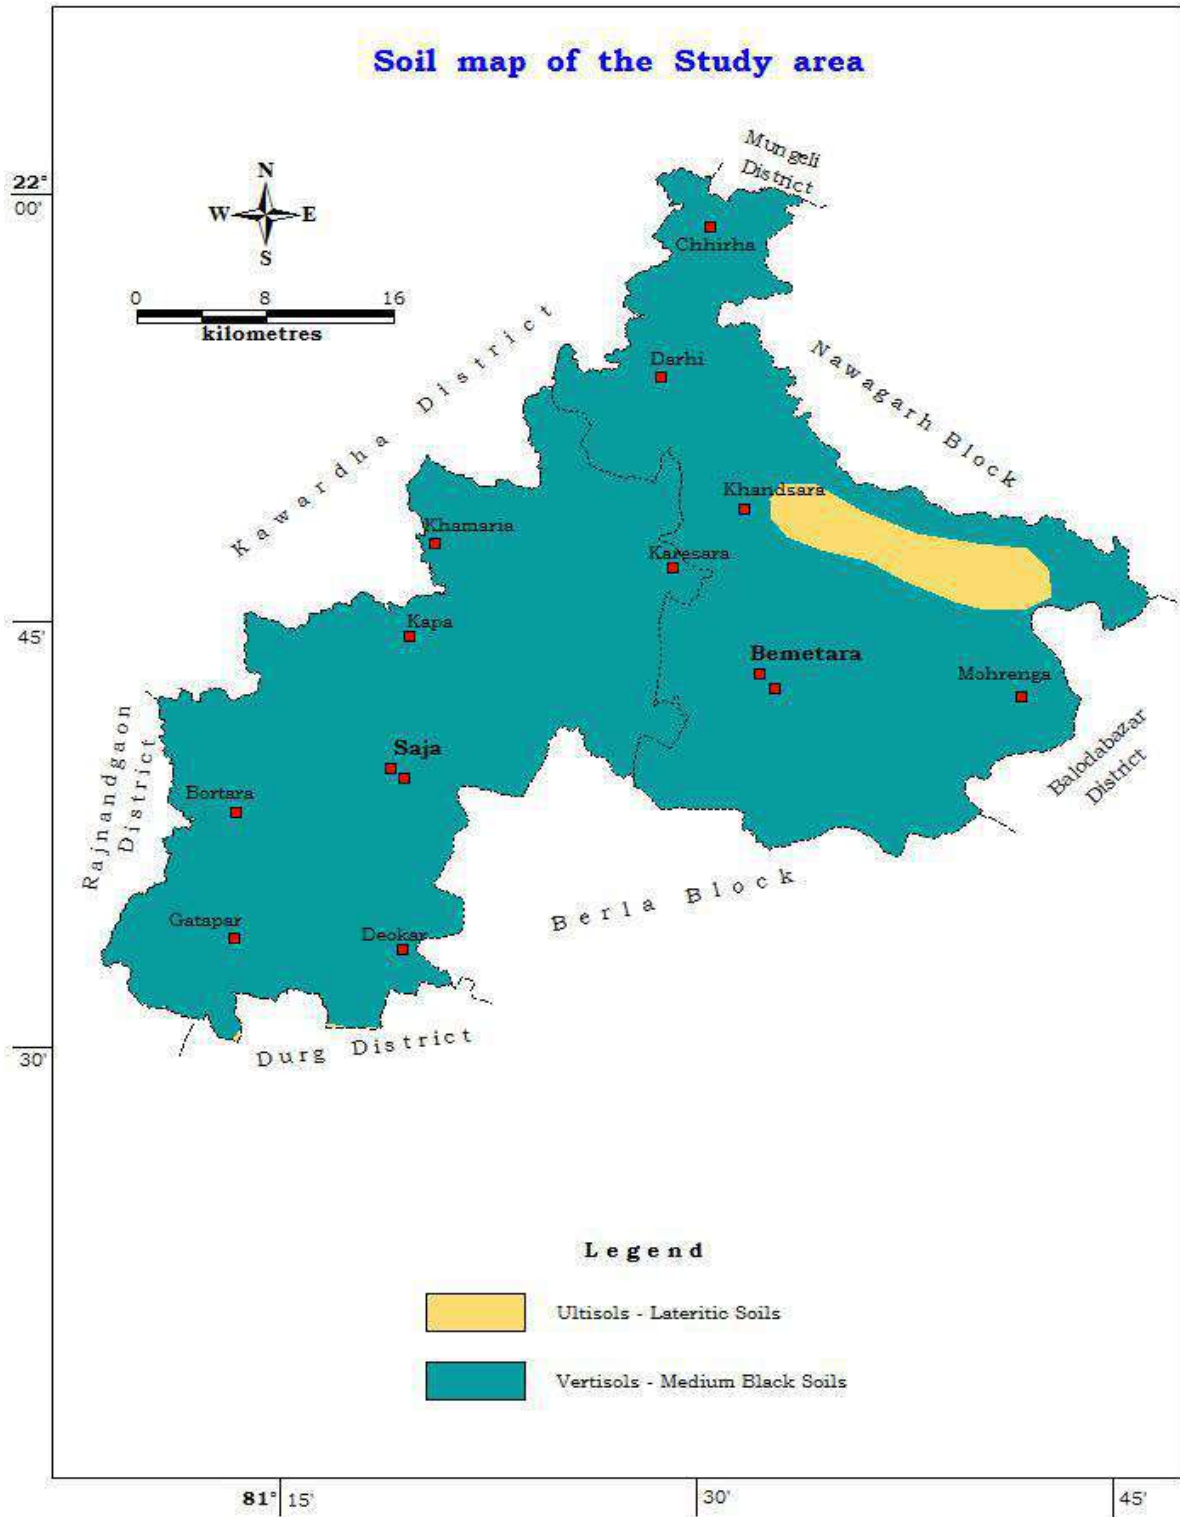 Soil map of the Study area
Mungeli
District
22°
00'
N
W E
S
Chhirha
0 8 16
kilometres
Kawardha District
Darhi
Nawagarh Block
Khandsara
Khamaria
Karesara
Kapa
45'
Bemetara
Mohrenga
Rajnandgaon
District
Saja
Balodabazar
District
Bortara
Berla Block
Gatapar
Deokar
Durg District
30'
Legend
Ultisols - Lateritic Soils
Vertisols - Medium Black Soils
81° 15' 30' 45'